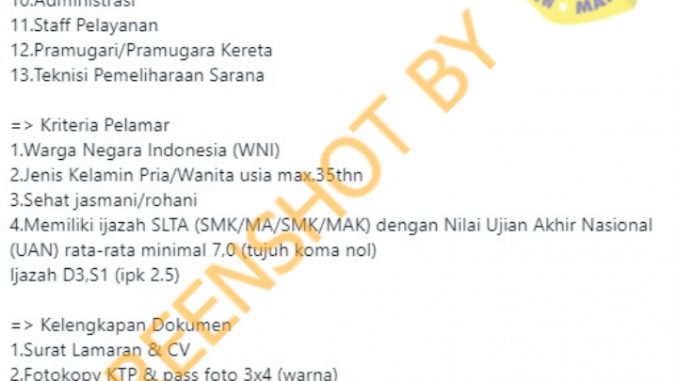 10.Administrasi
11.Staff Pelayanan
12.Pramugari/Pramugara Kereta
13.Teknisi Pemeliharaan Sarana
=> Kriteria Pelamar
1.Warga Negara Indonesia (WNI)
2.Jenis Kelamin Pria/Wanita usia max.35thn
3.Sehat jasmani/rohani
4.Memiliki ijazah SLTA (SMK/MA/SMK/MAK) dengan Nilai Ujian Akhir Nasional
(UAN) rata-rata minimal 7,0 (tujuh koma nol)
Ijazah D3,S1 (ipk 2.5)
=> Kelengkapan Dokumen
1.Surat Lamaran & CV
2.Fotokopy KTP & pass foto 3x4 (warna)
REENSHOT BY